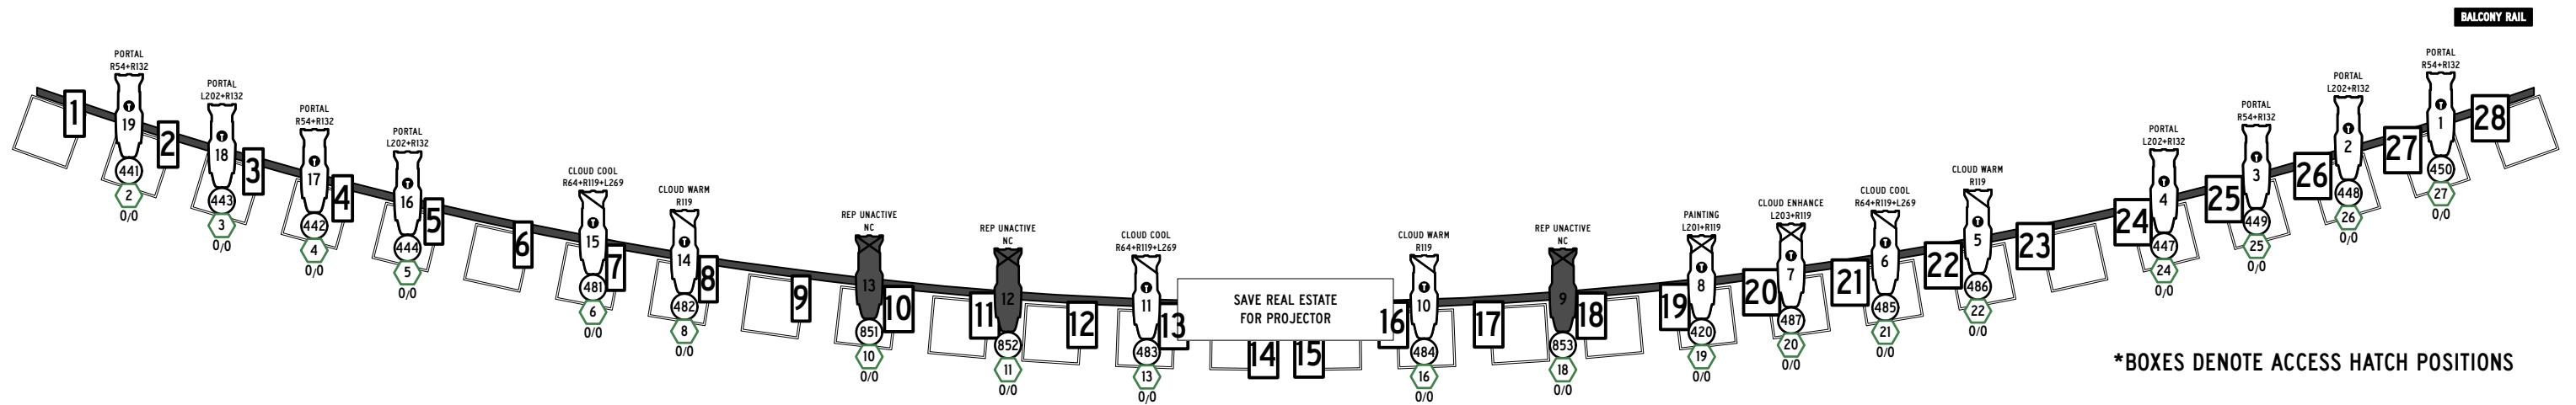 BALCONY RAIL
1
PORTAL
R54+R132
19
441
2
0/0
2
PORTAL
L202+R132
18
443
3
0/0
3
PORTAL
R54+R132
17
442
4
0/0
4
PORTAL
L202+R132
16
444
5
0/0
5
6
CLOUD COOL
R64+R119+L269
15
481
6
0/0
7
CLOUD WARM
R119
14
482
8
0/0
8
9
REP UNACTIVE
NC
13
851
10
0/0
10
11
REP UNACTIVE
NC
12
852
11
0/0
12
CLOUD COOL
R64+R119+L269
11
483
13
0/0
13
SAVE REAL ESTATE
FOR PROJECTOR
14
15
16
CLOUD WARM
R119
10
484
16
0/0
17
REP UNACTIVE
NC
9
853
18
0/0
18
19
PAINTING
L201+R119
8
420
19
0/0
20
CLOUD ENHANCE
L203+R119
7
487
20
0/0
21
CLOUD COOL
R64+R119+L269
6
485
21
0/0
22
CLOUD WARM
R119
5
486
22
0/0
23
24
PORTAL
L202+R132
4
447
24
0/0
25
PORTAL
R54+R132
3
449
25
0/0
26
PORTAL
L202+R132
2
448
26
0/0
27
PORTAL
R54+R132
1
450
27
0/0
28
*BOXES DENOTE ACCESS HATCH POSITIONS